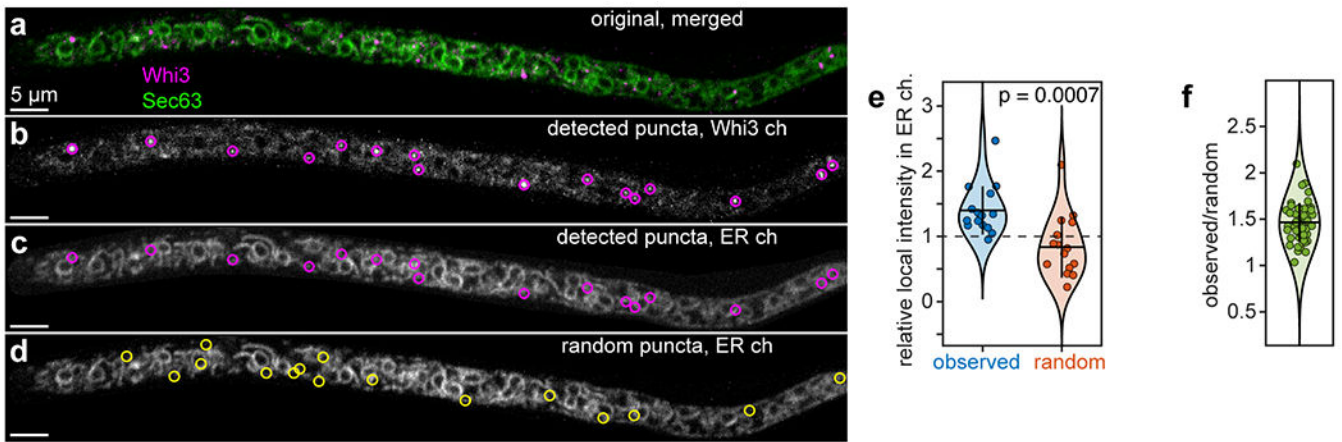 a
original, merged
Whi3
Sec63
5 µm
b
detected puncta, Whi3 ch
c
detected puncta, ER ch
d
random puncta, ER ch
e
p = 0.0007
relative local intensity in ER ch.
3
2
1
0
observed
random
f
observed/random
2.5
2
1.5
1
0.5